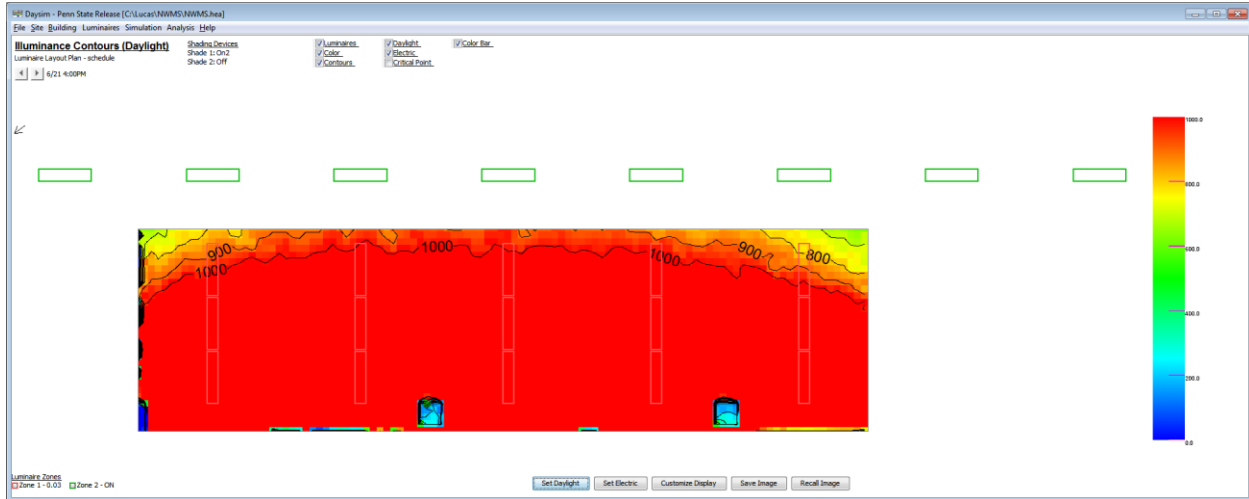 Daysim - Penn State Release [C:\Lucas\NWMS\NWMS.hea]
File Site Building Luminaires Simulation Analysis Help
Illuminance Contours (Daylight)
Luminaire Layout Plan - schedule
6/21 4:00PM
Shading Devices
Shade 1: On2
Shade 2: Off
Luminaires Daylight Color Bar
Color Electric
Contours Critical Point
1000.0
800.0
600.0
400.0
200.0
0.0
900 1000 1000 900 800
1000
Luminaire Zones
Zone 1 - 0.03 Zone 2 - ON
Set Daylight Set Electric Customize Display Save Image Recall Image